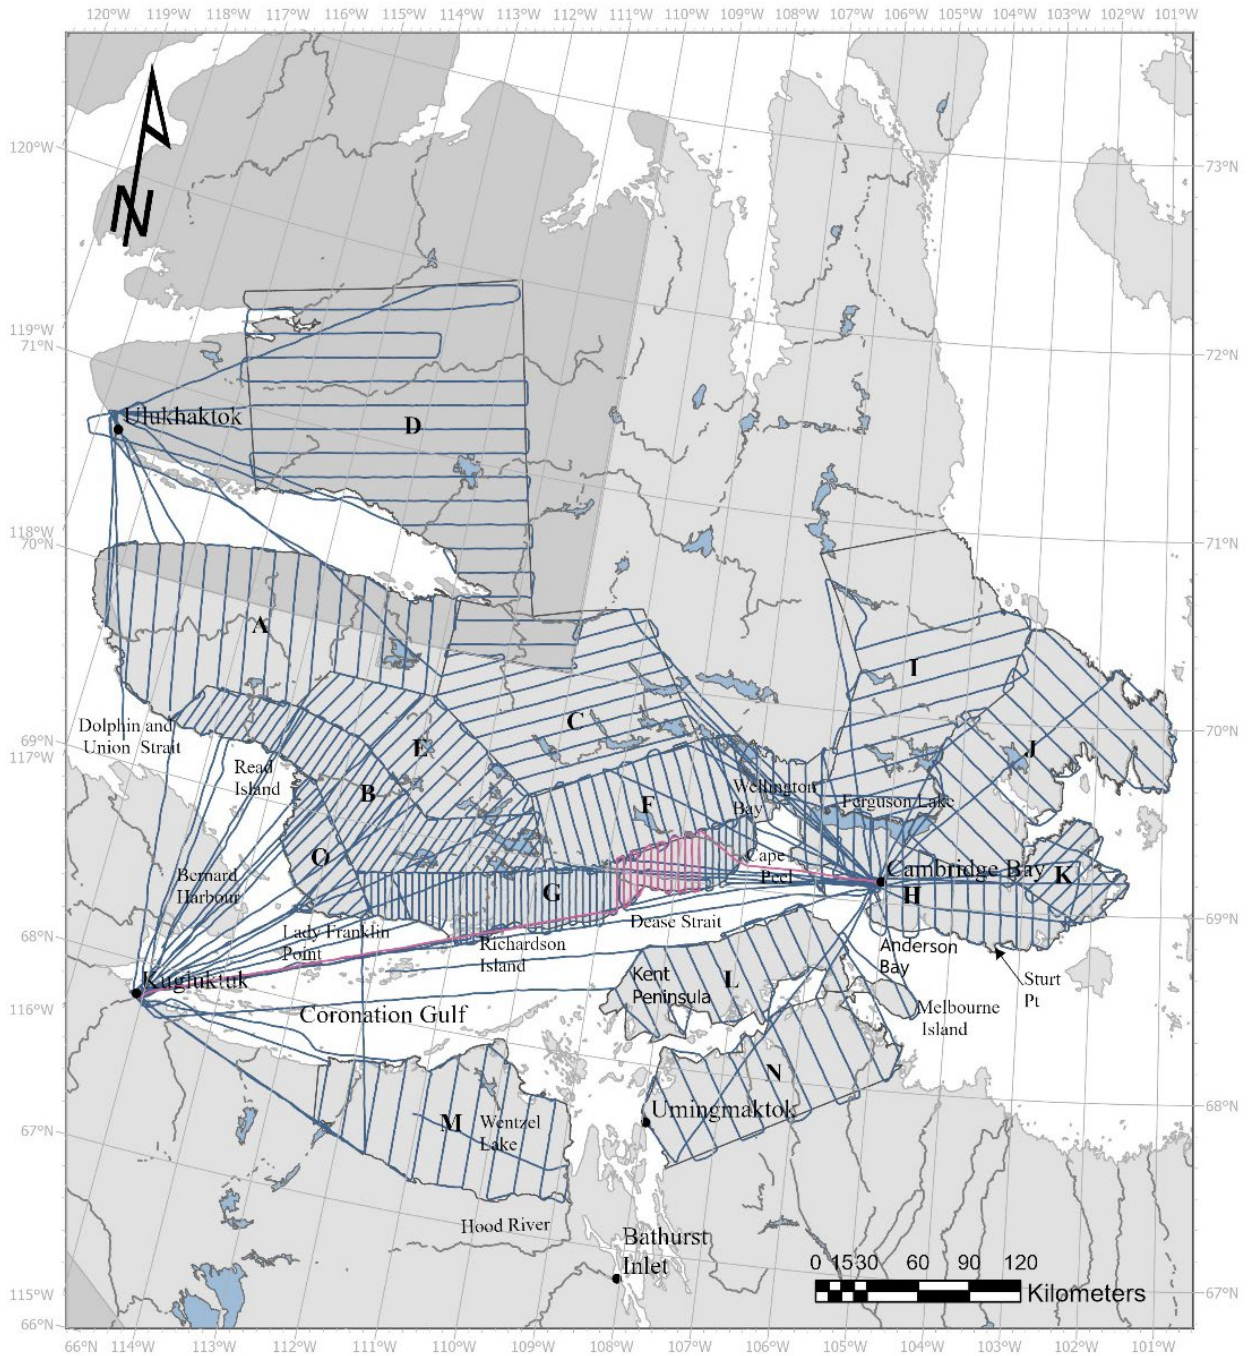 120°W 119°W 118°W 117°W 116°W 115°W 114°W 113°W 112°W 111°W 110°W 109°W 108°W 107°W 106°W 105°W 104°W 103°W 102°W 101°W
N
120°W
73°N
119°W
71°N
72°N
Ulukhaktok
D
118°W
70°N
71°N
A
I
C
Dolphin and
Union Strait
69°N
117°W
70°N
E
J
Read
Island
B
Wellington
Bay
F
Ferguson Lake
O
Cape
Peel
Cambridge Bay
K
Bernard
Harbour
G
H
Dease Strait
69°N
68°N
Lady Franklin
Point
Richardson
Island
Anderson
Bay
Kugluktuk
Kent
Peninsula
L
Sturt
Pt
116°W
Coronation Gulf
Melbourne
Island
N
Umingmaktok
68°N
67°N
M
Wentzel
Lake
Hood River
Bathurst
Inlet
0 15 30 60 90 120
Kilometers
115°W
67°N
66°N
66°N 114°W 113°W 112°W 111°W 110°W 109°W 108°W 107°W 106°W 105°W 104°W 103°W 102°W 101°W